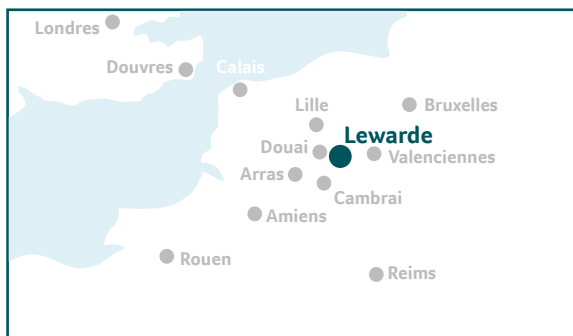 Londres
Douvres
Calais
Lille
Bruxelles
Lewarde
Douai
Valenciennes
Arras
Cambrai
Amiens
Rouen
Reims